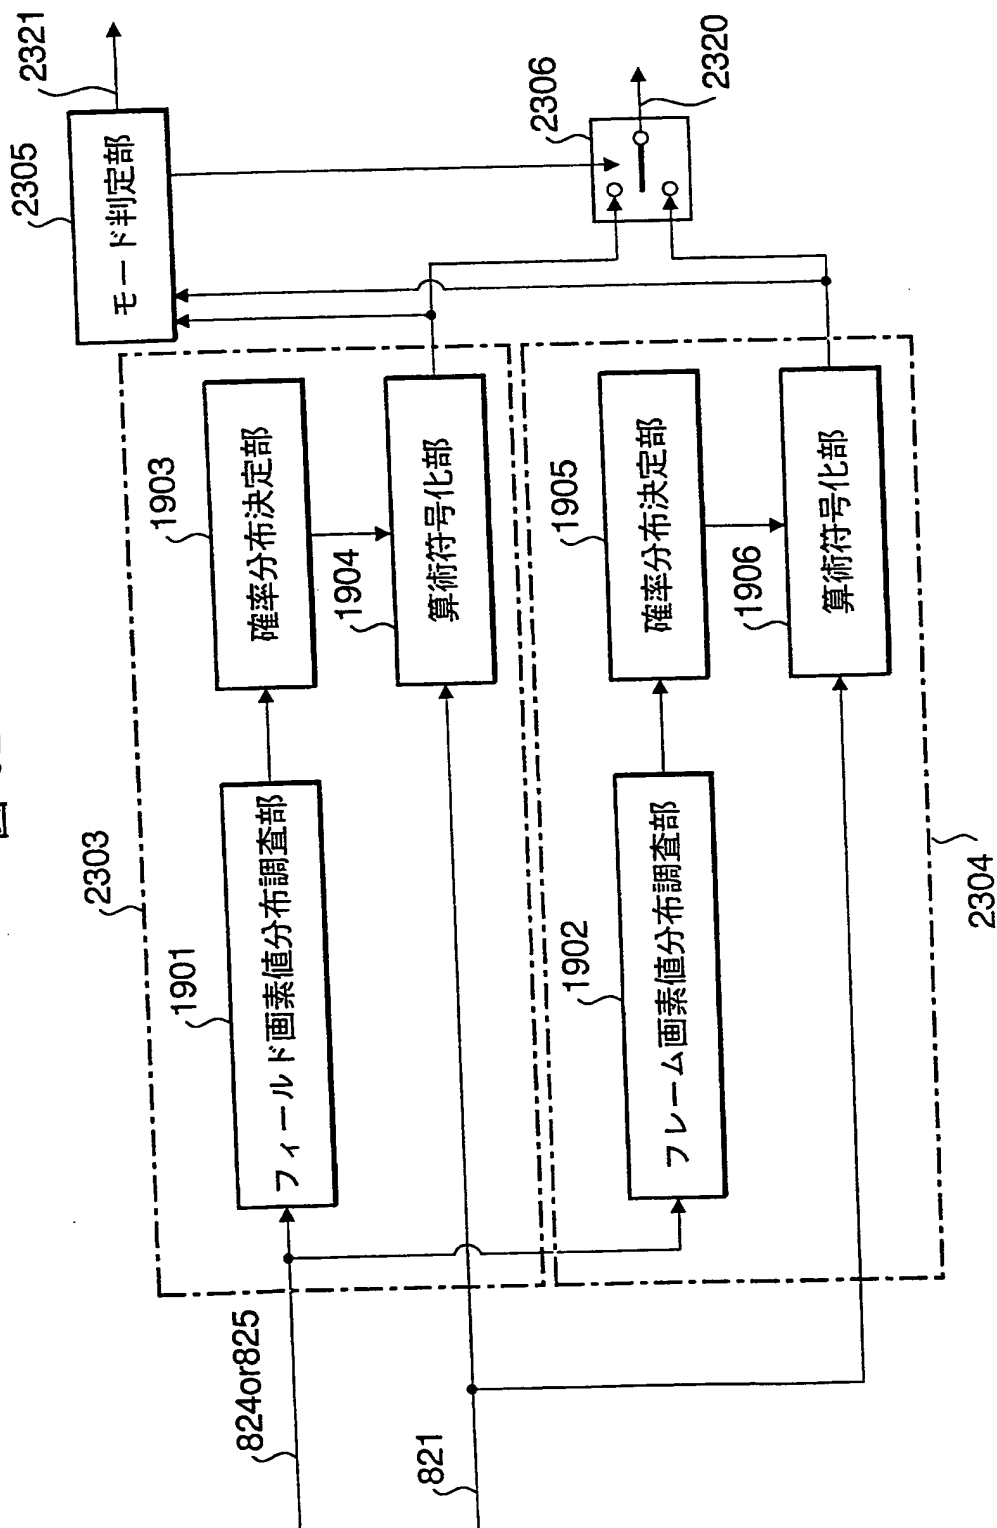 2321
2305
モード判定部
2306
2320
2303
1903
確率分布決定部
1904
算術符号化部
1901
フィールド画素値分布調査部
1905
確率分布決定部
1906
算術符号化部
1902
フレーム画素値分布調査部
2304
824or825
821